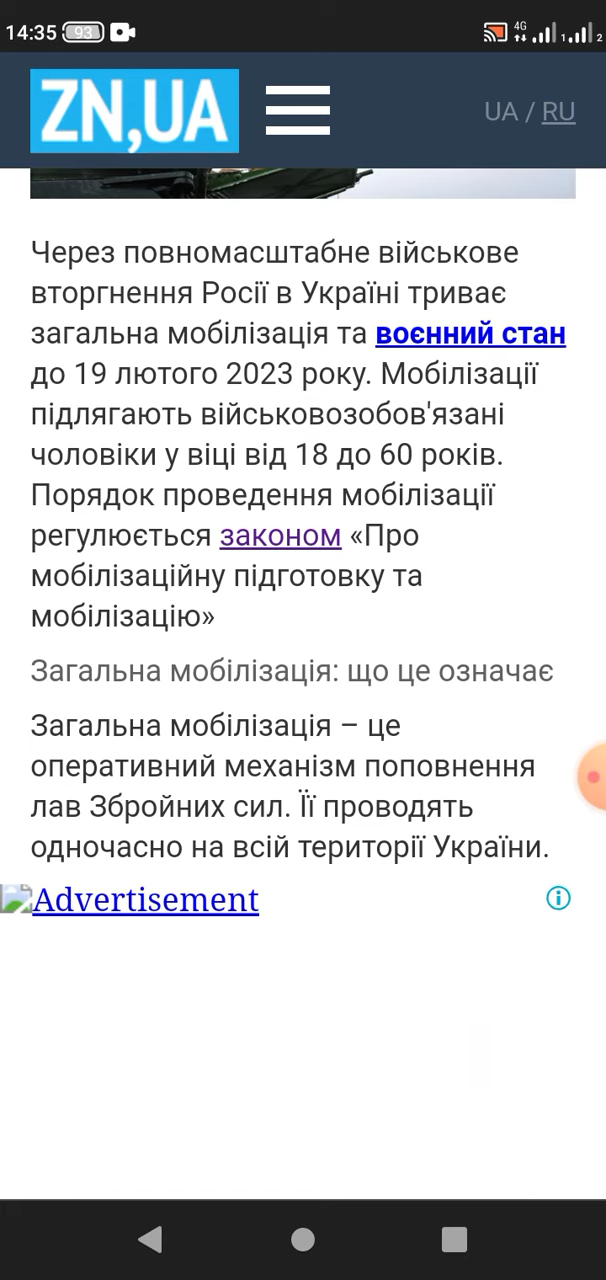 14:35 93 4G 1 2
ZN,UA UA / RU
Через повномасштабне військове
вторгнення Росії в Україні триває
загальна мобілізація та воєнний стан
до 19 лютого 2023 року. Мобілізації
підлягають військовозобов'язані
чоловіки у віці від 18 до 60 років.
Порядок проведення мобілізації
регулюється законом «Про
мобілізаційну підготовку та
мобілізацію»
Загальна мобілізація: що це означає
Загальна мобілізація – це
оперативний механізм поповнення
лав Збройних сил. Її проводять
одночасно на всій території України.
Advertisement